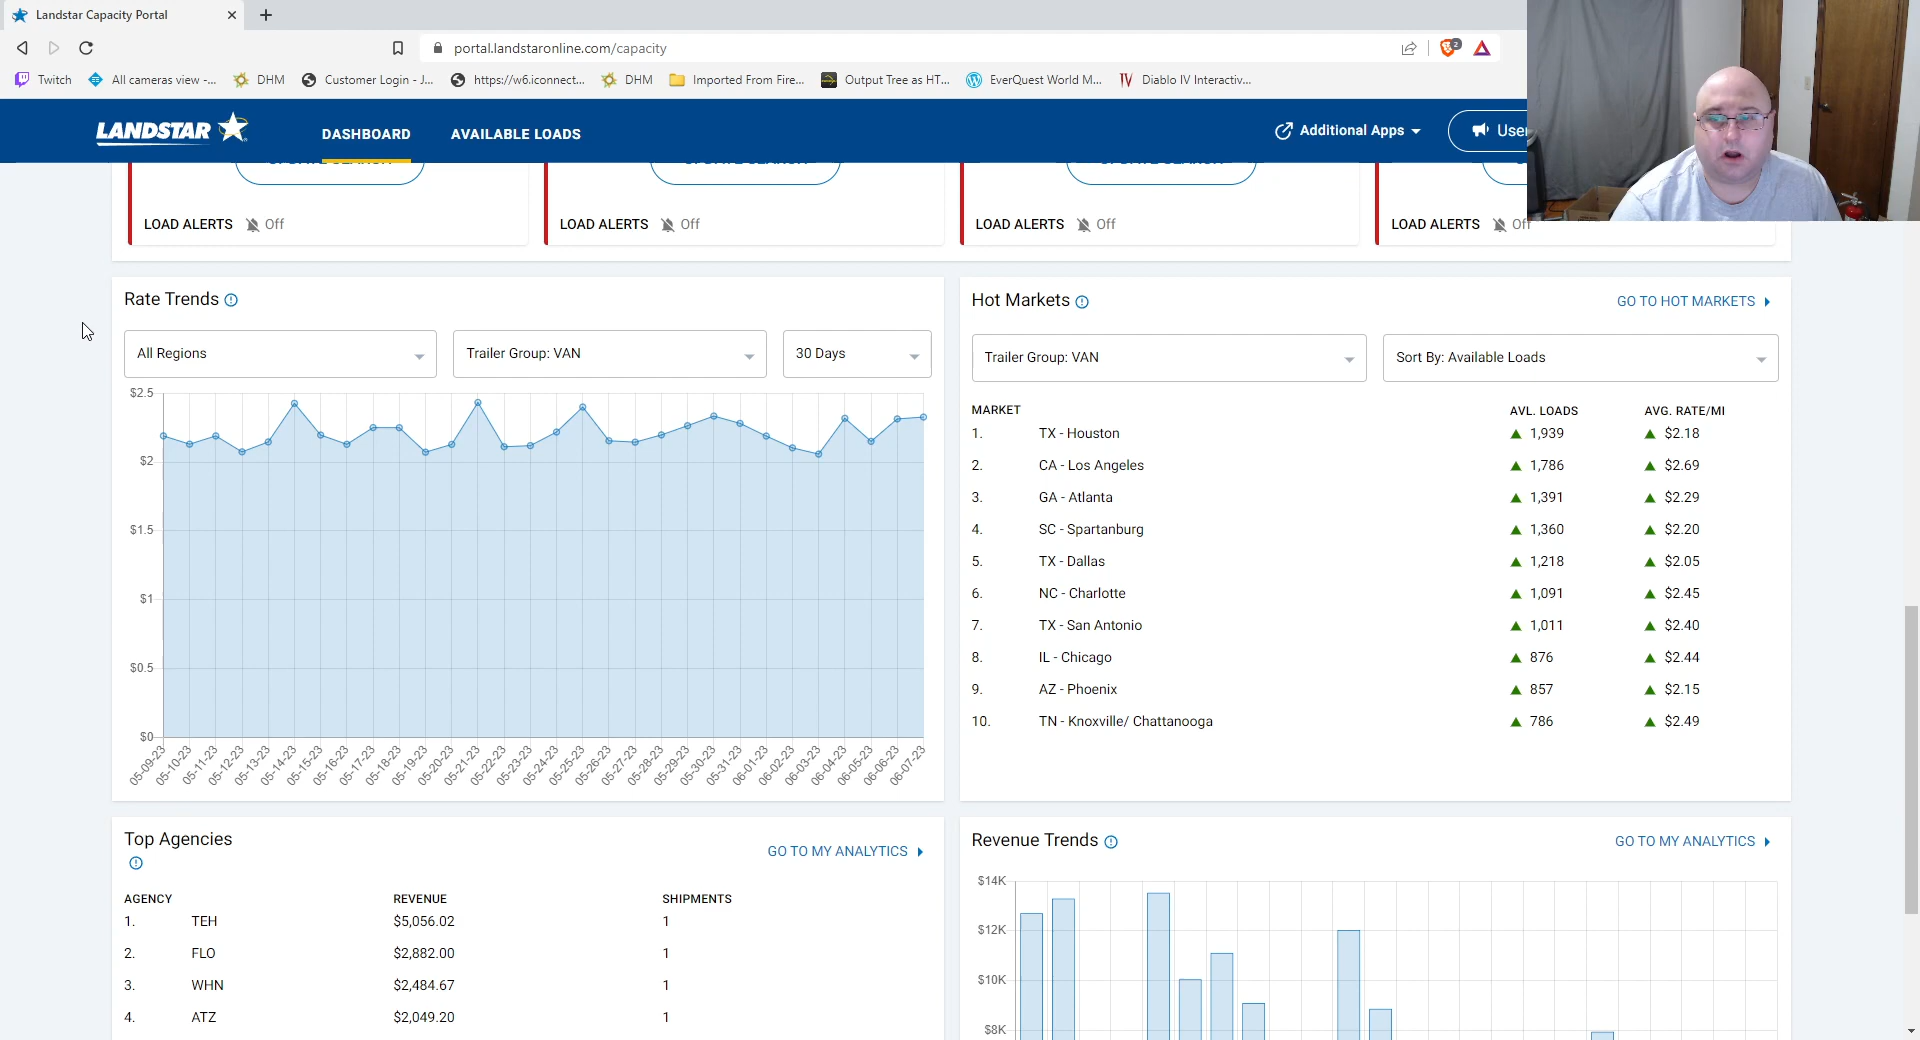 Landstar Capacity Portal
portal.landstaronline.com/capacity
2
Twitch
All cameras view -...
DHM
Customer Login - J...
https://w6.iconnect...
DHM
Imported From Fire...
Output Tree as HT...
EverQuest World M...
Diablo IV Interactiv...
LANDSTAR
DASHBOARD
AVAILABLE LOADS
Additional Apps
User
LOAD ALERTS Off
LOAD ALERTS Off
LOAD ALERTS Off
LOAD ALERTS Off
Rate Trends
All Regions
Trailer Group: VAN
30 Days
$2.5
$2
$1.5
$1
$0.5
$0
05-09-23
05-10-23
05-11-23
05-12-23
05-13-23
05-14-23
05-15-23
05-16-23
05-17-23
05-18-23
05-19-23
05-20-23
05-21-23
05-22-23
05-23-23
05-24-23
05-25-23
05-26-23
05-27-23
05-28-23
05-29-23
05-30-23
05-31-23
06-01-23
06-02-23
06-03-23
06-04-23
06-05-23
06-06-23
06-07-23
Hot Markets
GO TO HOT MARKETS
Trailer Group: VAN
Sort By: Available Loads
MARKET AVL. LOADS AVG. RATE/MI
1. TX - Houston 1,939 $2.18
2. CA - Los Angeles 1,786 $2.69
3. GA - Atlanta 1,391 $2.29
4. SC - Spartanburg 1,360 $2.20
5. TX - Dallas 1,218 $2.05
6. NC - Charlotte 1,091 $2.45
7. TX - San Antonio 1,011 $2.40
8. IL - Chicago 876 $2.44
9. AZ - Phoenix 857 $2.15
10. TN - Knoxville/ Chattanooga 786 $2.49
Top Agencies
GO TO MY ANALYTICS
AGENCY REVENUE SHIPMENTS
1. TEH $5,056.02 1
2. FLO $2,882.00 1
3. WHN $2,484.67 1
4. ATZ $2,049.20 1
Revenue Trends
GO TO MY ANALYTICS
$14K
$12K
$10K
$8K